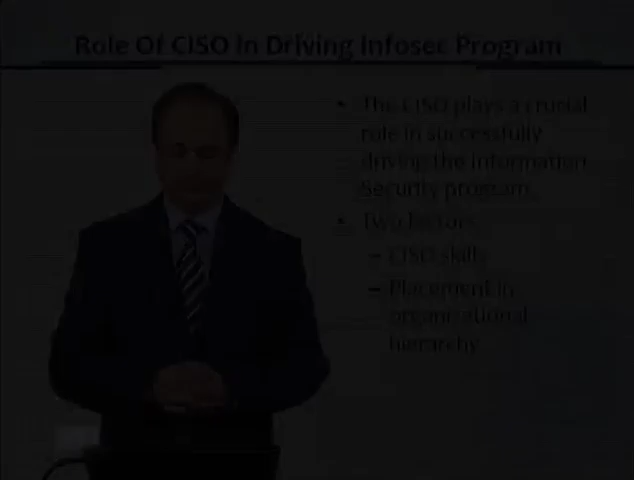 Role Of CISO In Driving Infosec Program
• The CISO plays a crucial
role in successfully
driving the Information
Security program
• Two factors
– CISO skills
– Placement in
organizational
hierarchy